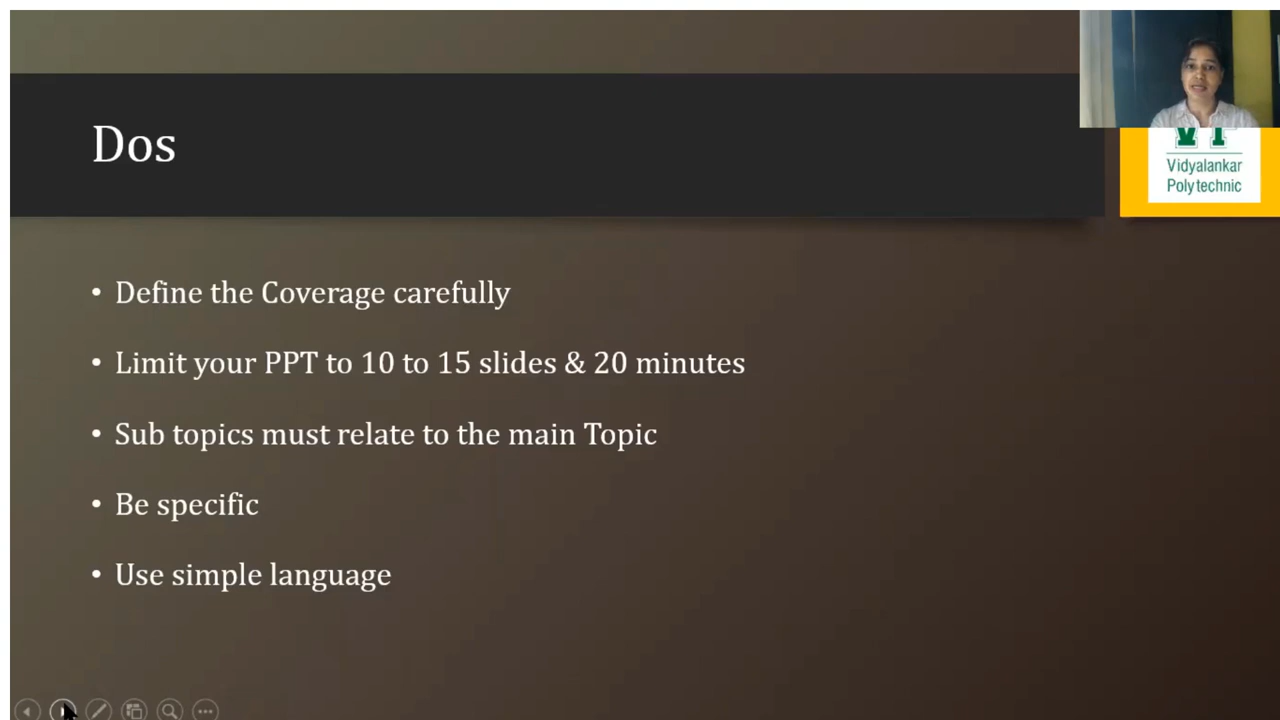 Dos
Vidyalankar
Polytechnic
• Define the Coverage carefully
• Limit your PPT to 10 to 15 slides & 20 minutes
• Sub topics must relate to the main Topic
• Be specific
• Use simple language